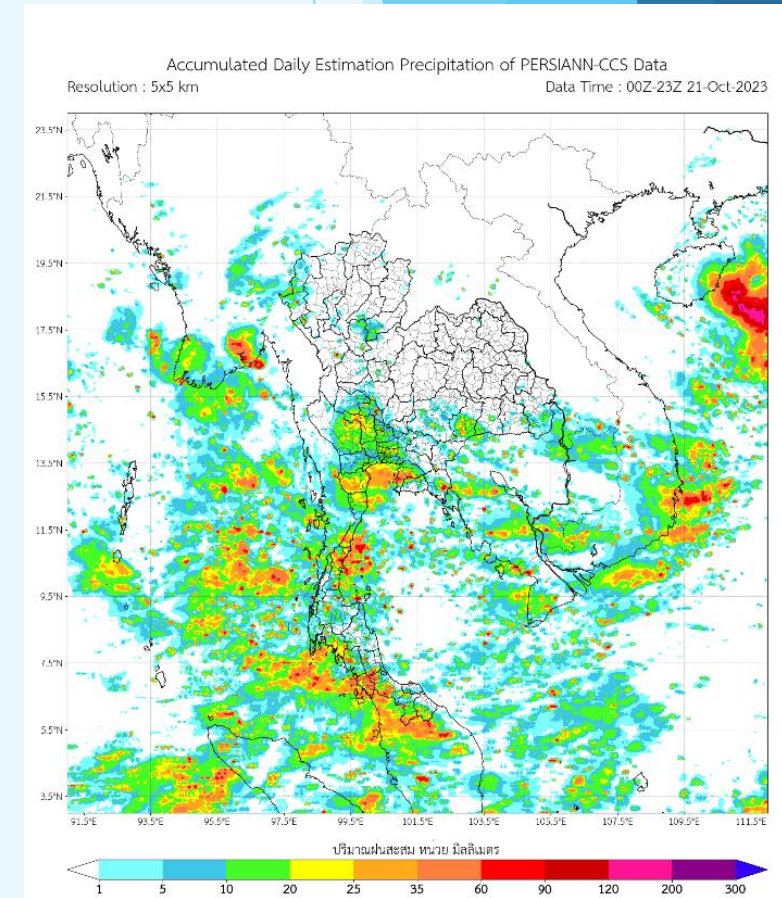 Accumulated Daily Estimation Precipitation of PERSIANN-CCS Data
Resolution : 5x5 km Data Time : 00Z-23Z 21-Oct-2023
23.5°N
21.5°N
19.5°N
17.5°N
15.5°N
13.5°N
11.5°N
9.5°N
7.5°N
5.5°N
3.5°N
91.5°E 93.5°E 95.5°E 97.5°E 99.5°E 101.5°E 103.5°E 105.5°E 107.5°E 109.5°E 111.5°E
ปริมาณฝนสะสม หน่วย มิลลิเมตร
1 5 10 20 25 35 60 90 120 200 300